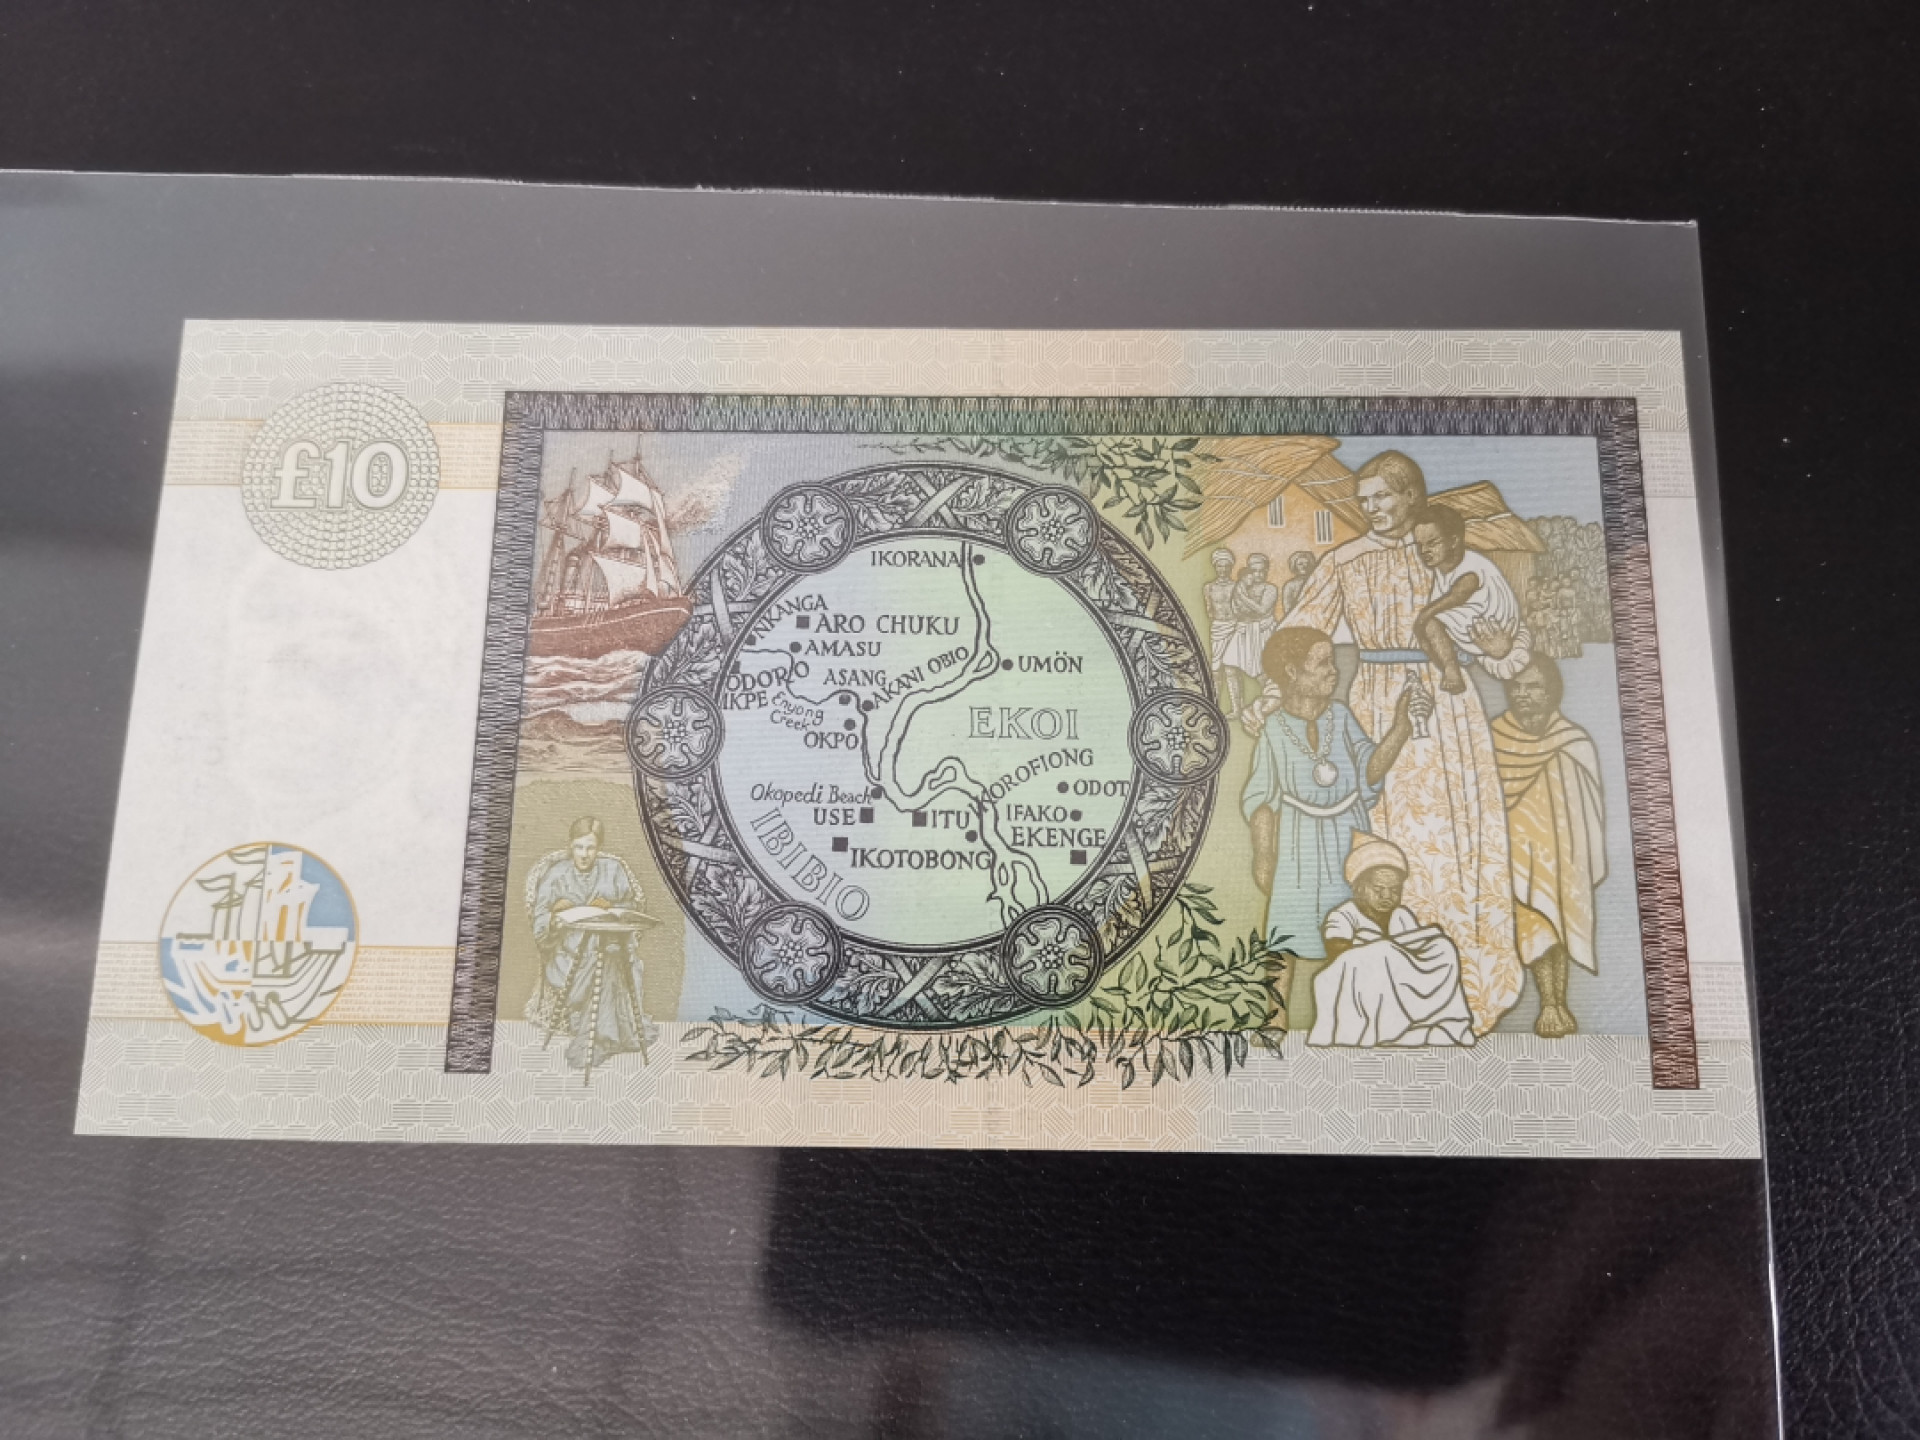 £10
IKORANA
NKANGA
ARO CHUKU
AMASU
ODORO
IKPE
ASANG
AKANI OBIO
UMÖN
Enyong
Creek
OKPO
EKOI
KOROFIONG
ODOT
Okopedi Beach
USE
ITU
IFAKO
EKENGE
IKOTOBONG
IBIBIO